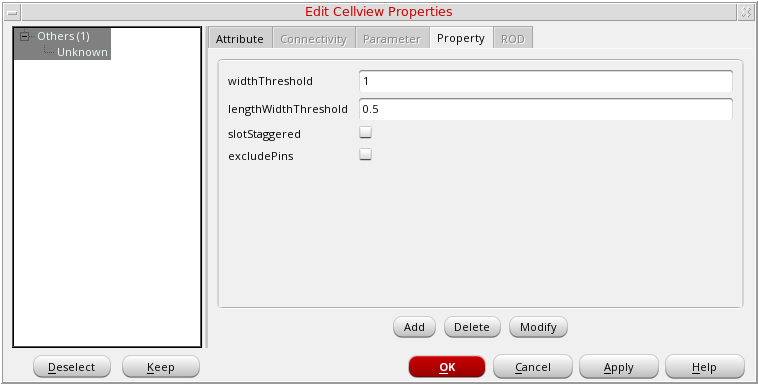 Edit Cellview Properties
Others (1)
Unknown
Attribute Connectivity Parameter Property ROD
widthThreshold 1
lengthWidthThreshold 0.5
slotStaggered
excludePins
Add Delete Modify
Deselect Keep OK Cancel Apply Help